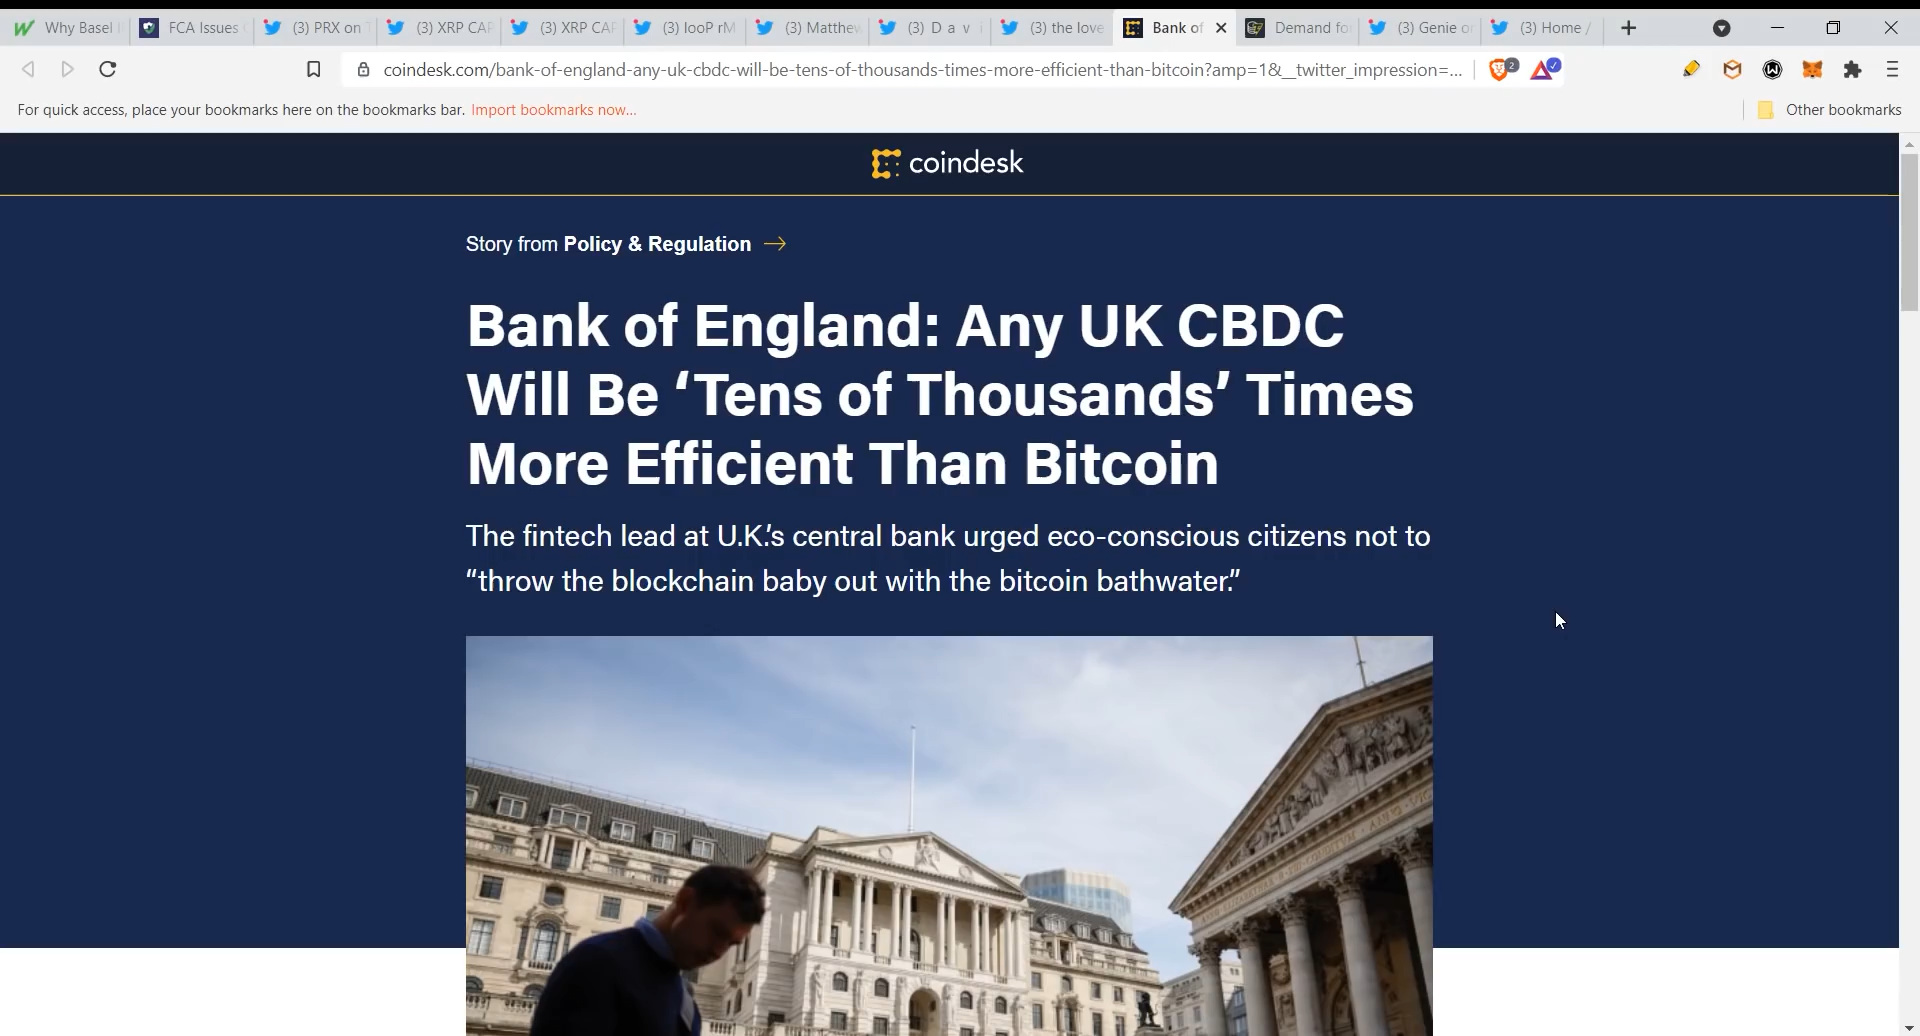 Why Basel
FCA Issues
(3) PRX on T
(3) XRP CAP
(3) XRP CAP
(3) looP rM
(3) Matthew
(3) D a v i
(3) the love
Bank of
Demand fo
(3) Genie o
(3) Home /
coindesk.com/bank-of-england-any-uk-cbdc-will-be-tens-of-thousands-times-more-efficient-than-bitcoin?amp=1&__twitter_impression=...
2
For quick access, place your bookmarks here on the bookmarks bar. Import bookmarks now...
Other bookmarks
coindesk
Story from Policy & Regulation →
Bank of England: Any UK CBDC
Will Be ‘Tens of Thousands’ Times
More Efficient Than Bitcoin
The fintech lead at U.K.’s central bank urged eco-conscious citizens not to
“throw the blockchain baby out with the bitcoin bathwater.”